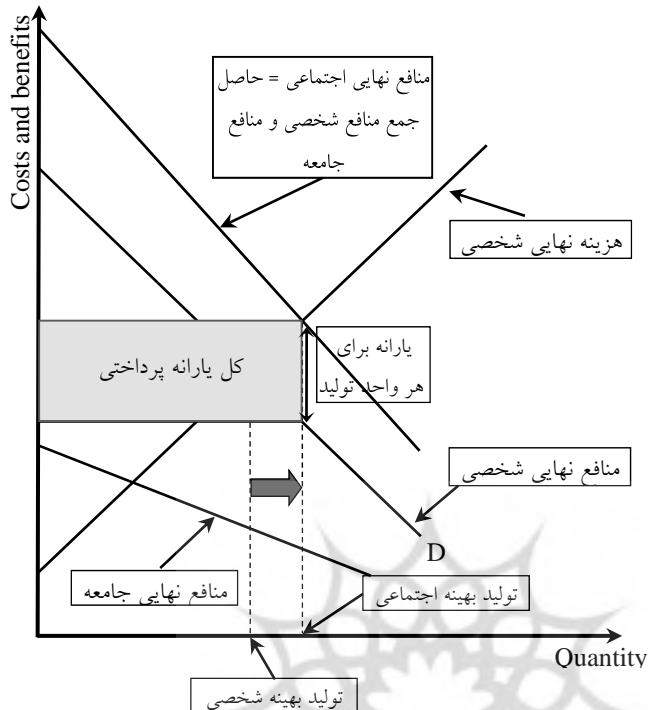 Costs and benefits
منافع نهایی اجتماعی = حاصل
جمع منافع شخصی و منافع
جامعه
هزینه نهایی شخصی
یارانه برای
هر واحد تولید
کل یارانه پرداختی
منافع نهایی شخصی
D
منافع نهایی جامعه
تولید بهینه اجتماعی
Quantity
تولید بهینه شخصی